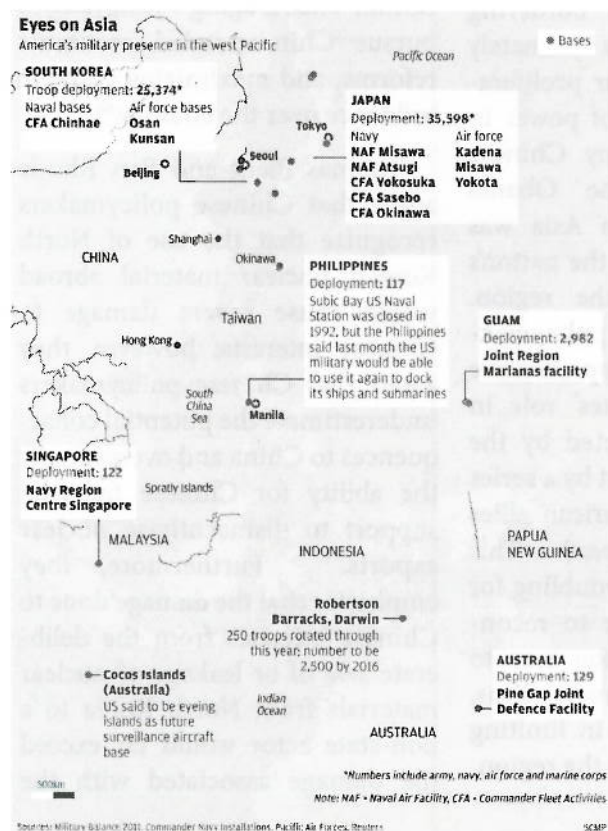 Eyes on Asia
America's military presence in the west Pacific
Bases
Pacific Ocean
SOUTH KOREA
Troop deployment: 25,374*
Naval bases
CFA Chinhae
Air force bases
Osan
Kunsan
JAPAN
Deployment: 35,598*
Navy
NAF Misawa
NAF Atsugi
CFA Yokosuka
CFA Sasebo
CFA Okinawa
Air force
Kadena
Misawa
Yokota
Tokyo
Seoul
Beijing
Shanghai
Okinawa
CHINA
PHILIPPINES
Deployment: 117
Subic Bay US Naval
Station was closed in
1992, but the Philippines
said last month the US
military would be able
to use it again to dock
its ships and submarines
Taiwan
Hong Kong
GUAM
Deployment: 2,982
Joint Region
Marianas facility
South
China
Sea
Manila
SINGAPORE
Deployment: 122
Navy Region
Centre Singapore
Spratly Islands
MALAYSIA
INDONESIA
PAPUA
NEW GUINEA
Robertson
Barracks, Darwin
250 troops rotated through
this year; number to be
2,500 by 2016
AUSTRALIA
Deployment: 129
Pine Gap Joint
Defence Facility
Cocos Islands
(Australia)
US said to be eyeing
islands as future
surveillance aircraft
base
Indian
Ocean
AUSTRALIA
500km
*Numbers include army, navy, air force and marine corps
Note: NAF - Naval Air Facility, CFA - Commander Fleet Activities
Sources: Military Balance 2011, Commander Navy Installations, Pacific Air Forces, Reuters
SCMP